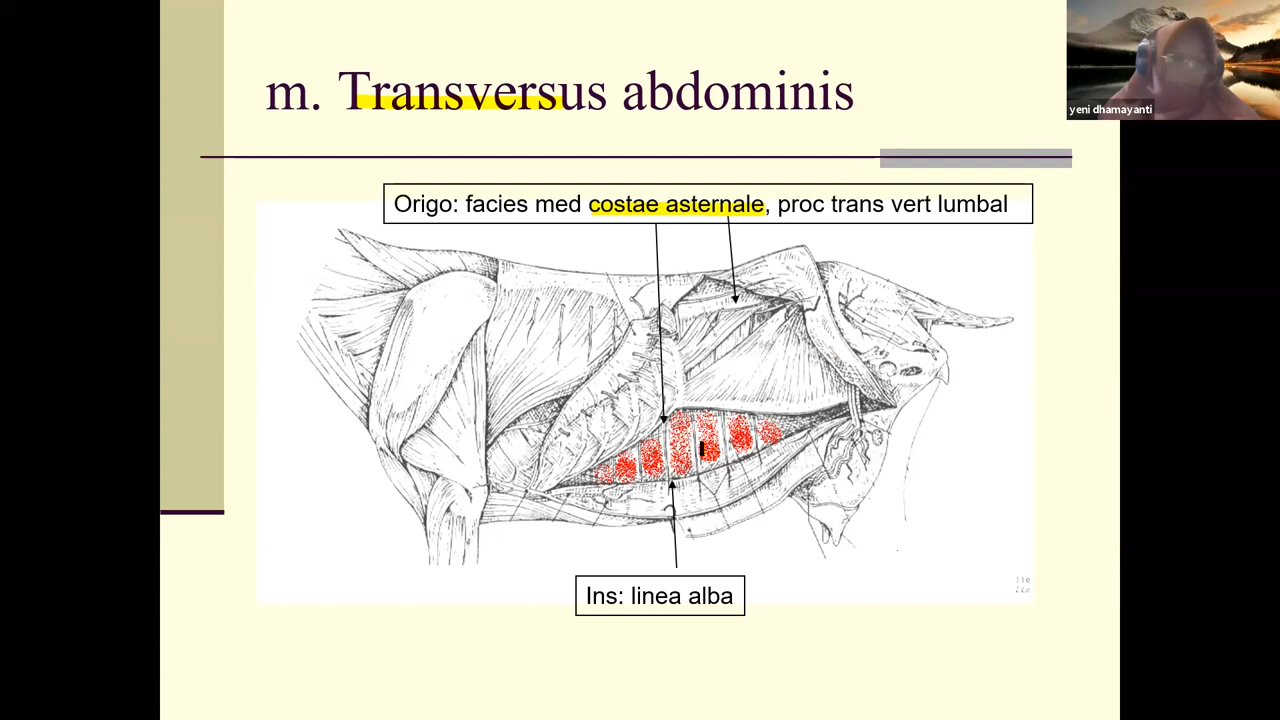 m. Transversus abdominis
yeni dhamayanti
Origo: facies med costae asternale, proc trans vert lumbal
Ins: linea alba